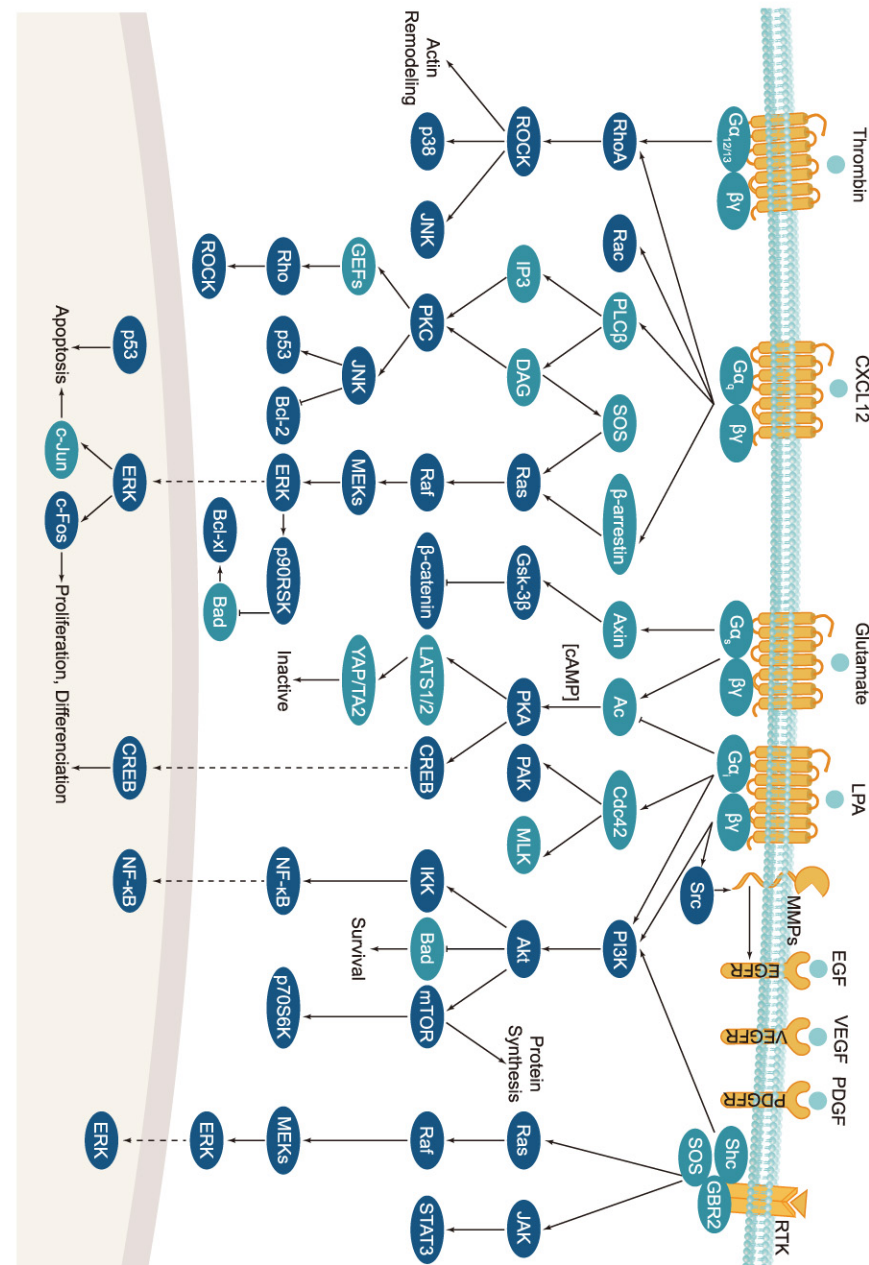 Thrombin
CXCL12
Glutamate
LPA
EGF
VEGF
PDGF
MMPs
EGFR
VEGFR
PDGFR
RTK
Gα12/13
βγ
Gαq
βγ
Gαs
βγ
Gαi
βγ
Src
Shc
SOS
GBR2
RhoA
Rac
PLCβ
SOS
β-arrestin
Axin
Ac
Cdc42
PI3K
[cAMP]
ROCK
IP3
DAG
Ras
Gsk-3β
PKA
PAK
MLK
Akt
Protein
Synthesis
Ras
JAK
Actin
Remodeling
p38
JNK
PKC
Raf
β-catenin
LATS1/2
CREB
IKK
Bad
mTOR
Raf
STAT3
GEFs
JNK
MEKs
YAP/TA2
Survival
Rho
p53
Bcl-2
ERK
p90RSK
Inactive
NF-κB
p70S6K
MEKs
ROCK
Bcl-xl
Bad
ERK
p53
ERK
CREB
NF-κB
ERK
Apoptosis
c-Jun
c-Fos
Proliferation, Differenciation